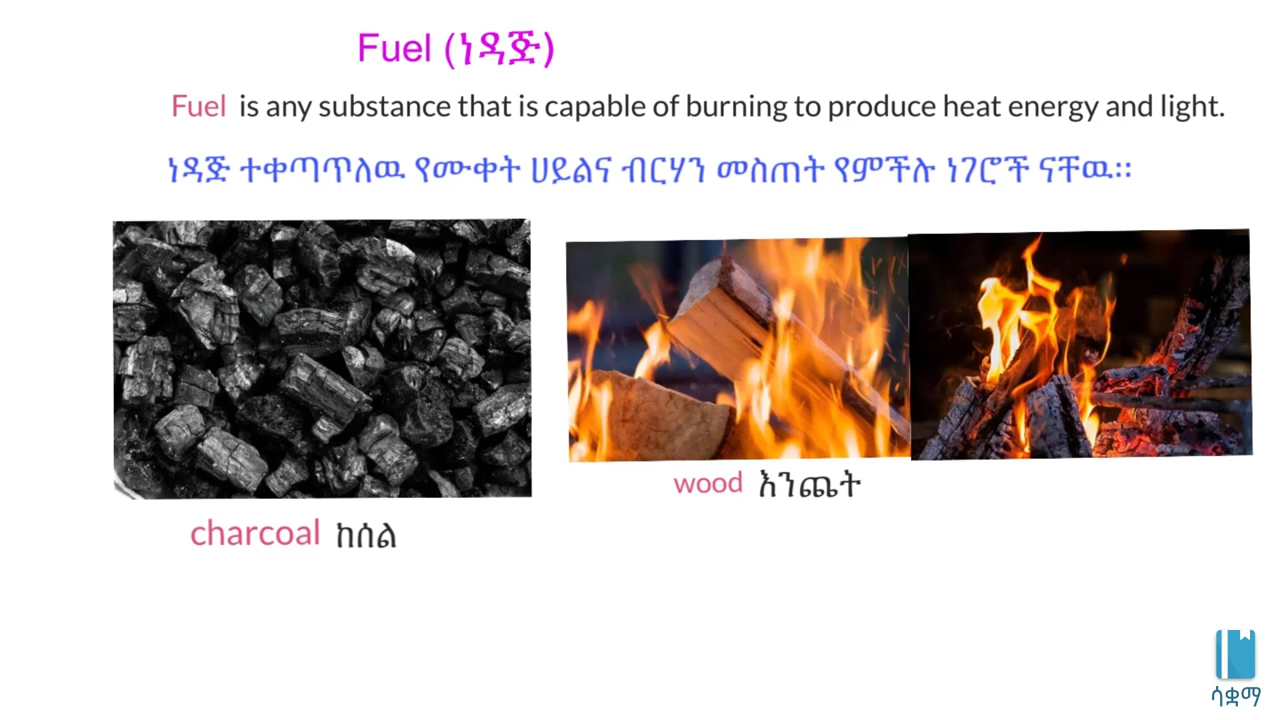 Fuel (ነዳጅ)
Fuel is any substance that is capable of burning to produce heat energy and light.
ነዳጅ ተቀጣጥለዉ የሙቀት ሀይልና ብርሃን መስጠት የምችሉ ነገሮች ናቸዉ፡፡
wood እንጨት
charcoal ከሰል
ሳቋማ